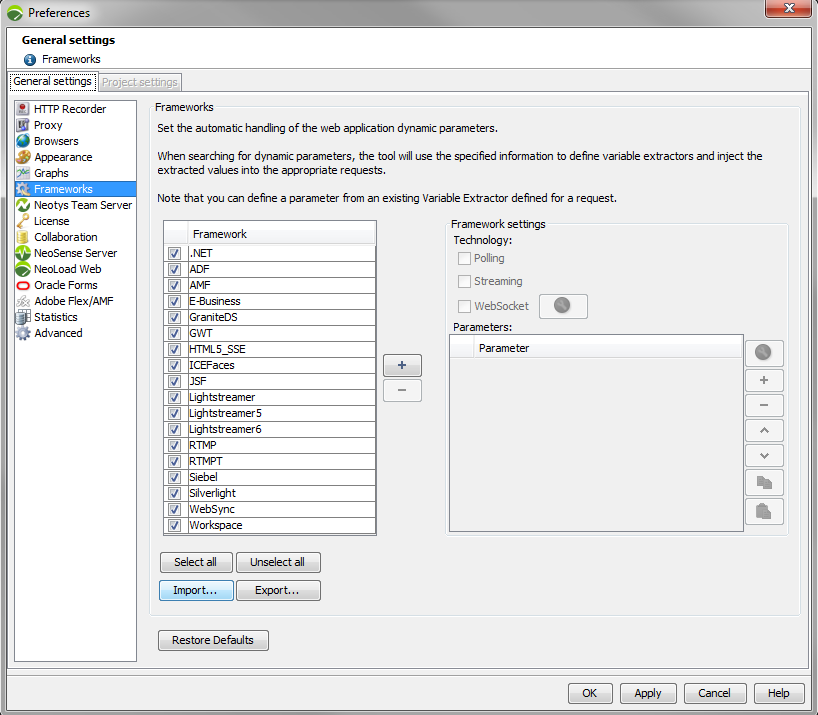 Preferences
General settings
Frameworks
General settings
Project settings
HTTP Recorder
Proxy
Browsers
Appearance
Graphs
Frameworks
Neotys Team Server
License
Collaboration
NeoSense Server
NeoLoad Web
Oracle Forms
Adobe Flex/AMF
Statistics
Advanced
Frameworks
Set the automatic handling of the web application dynamic parameters.
When searching for dynamic parameters, the tool will use the specified information to define variable extractors and inject the
extracted values into the appropriate requests.
Note that you can define a parameter from an existing Variable Extractor defined for a request.
Framework
.NET
ADF
AMF
E-Business
GraniteDS
GWT
HTML5_SSE
ICEFaces
JSF
Lightstreamer
Lightstreamer5
Lightstreamer6
RTMP
RTMPT
Siebel
Silverlight
WebSync
Workspace
Framework settings
Technology:
Polling
Streaming
WebSocket
Parameters:
Parameter
Select all
Unselect all
Import...
Export...
Restore Defaults
OK
Apply
Cancel
Help